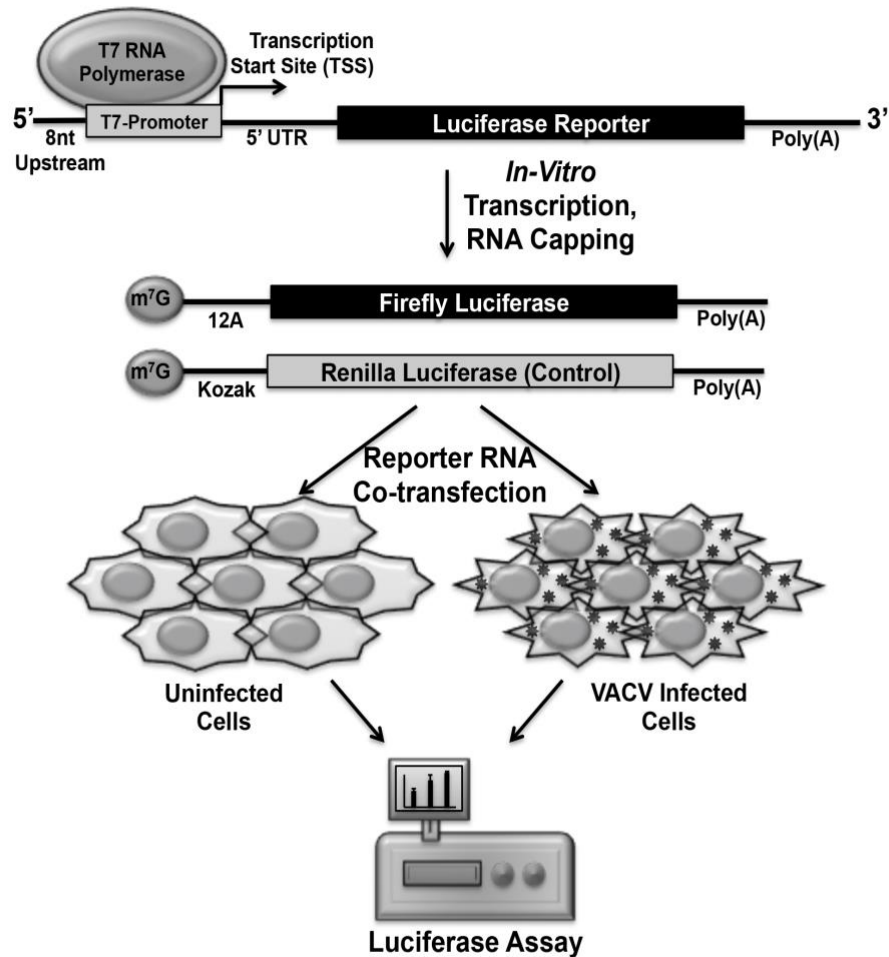 T7 RNA
Polymerase
Transcription
Start Site (TSS)
5’
T7-Promoter
Luciferase Reporter
3’
8nt
Upstream
5’ UTR
Poly(A)
In-Vitro
Transcription,
RNA Capping
m⁷G
Firefly Luciferase
12A
Poly(A)
m⁷G
Renilla Luciferase (Control)
Kozak
Poly(A)
Reporter RNA
Co-transfection
Uninfected
Cells
VACV Infected
Cells
Luciferase Assay